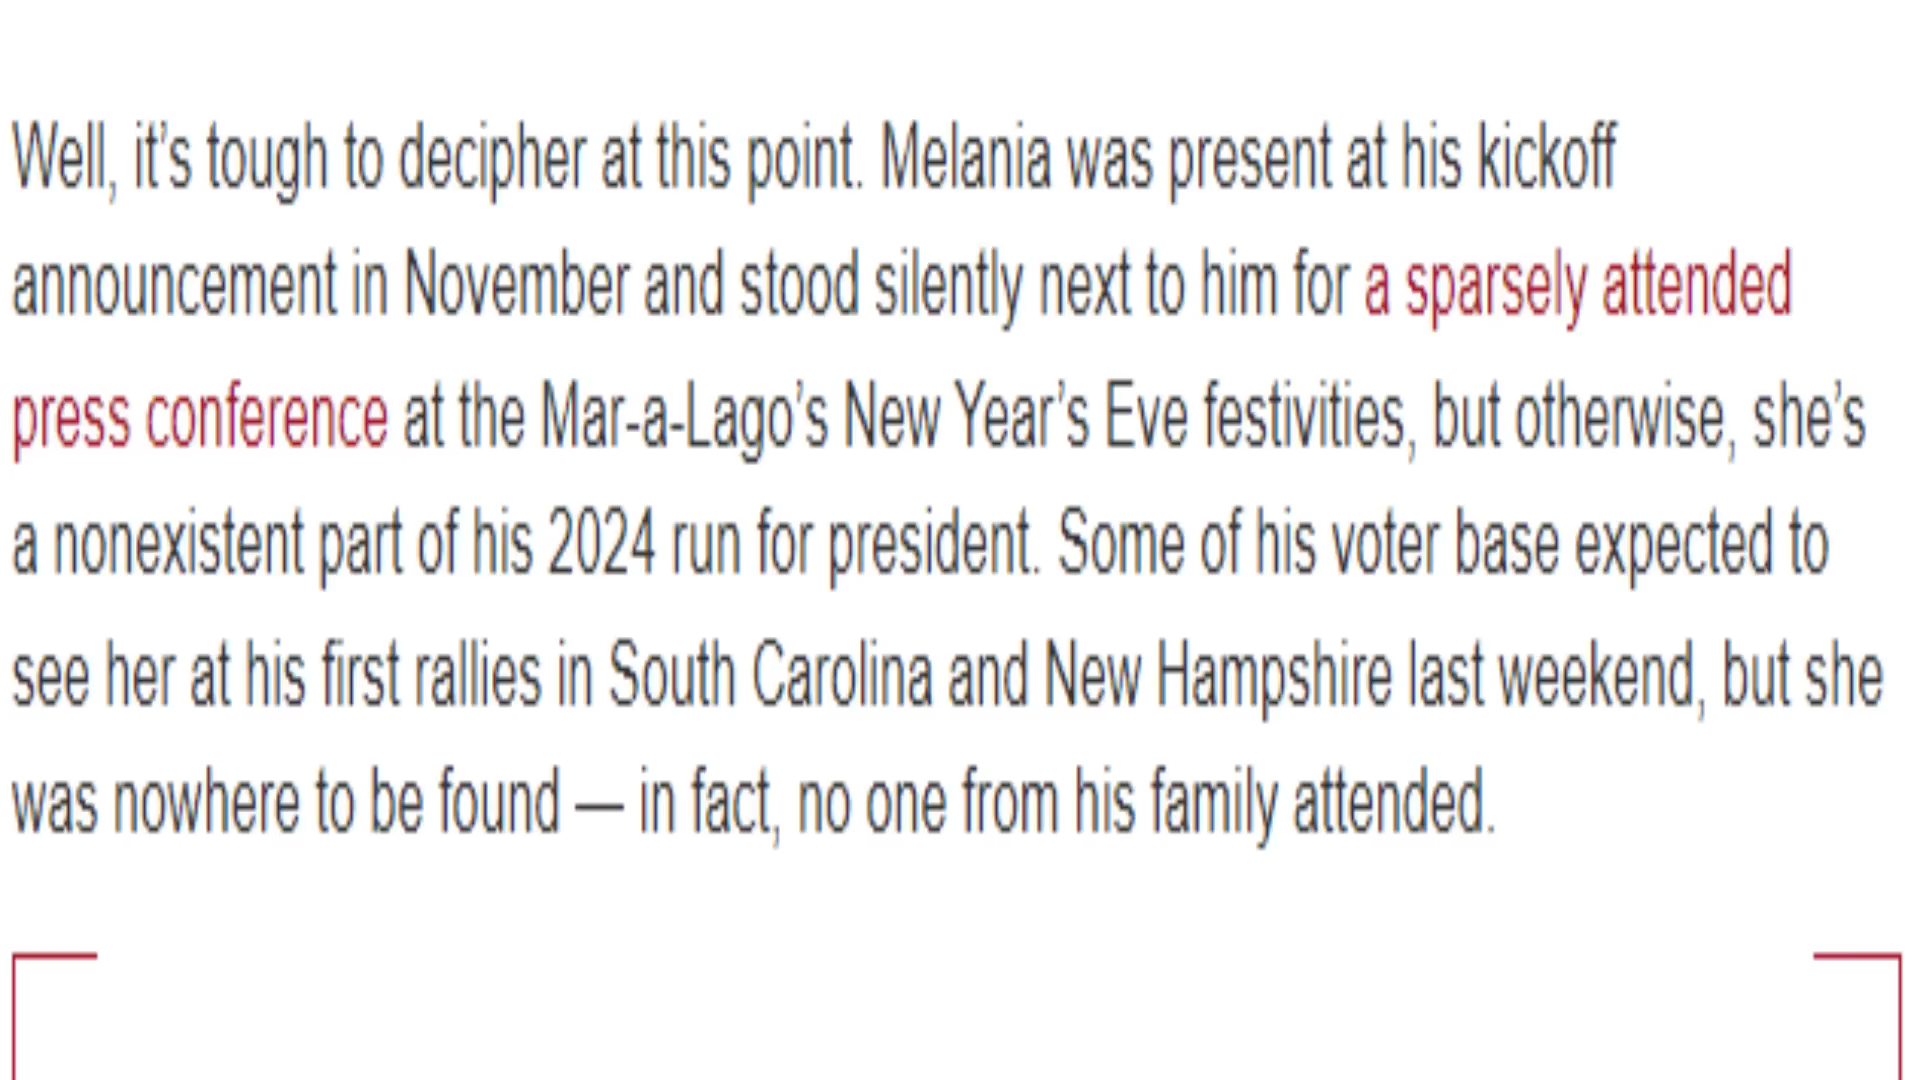 Well, it’s tough to decipher at this point. Melania was present at his kickoff
announcement in November and stood silently next to him for a sparsely attended
press conference at the Mar-a-Lago’s New Year’s Eve festivities, but otherwise, she’s
a nonexistent part of his 2024 run for president. Some of his voter base expected to
see her at his first rallies in South Carolina and New Hampshire last weekend, but she
was nowhere to be found — in fact, no one from his family attended.